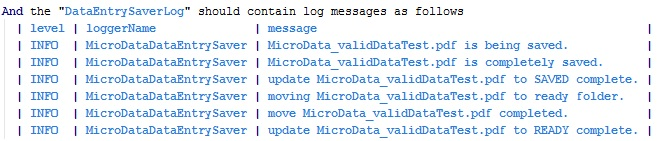 And the "DataEntrySaverLog" should contain log messages as follows
| level | loggerName | message |
| INFO | MicroDataDataEntrySaver | MicroData_validDataTest.pdf is being saved. |
| INFO | MicroDataDataEntrySaver | MicroData_validDataTest.pdf is completely saved. |
| INFO | MicroDataDataEntrySaver | update MicroData_validDataTest.pdf to SAVED complete. |
| INFO | MicroDataDataEntrySaver | moving MicroData_validDataTest.pdf to ready folder. |
| INFO | MicroDataDataEntrySaver | move MicroData_validDataTest.pdf completed. |
| INFO | MicroDataDataEntrySaver | update MicroData_validDataTest.pdf to READY complete. |